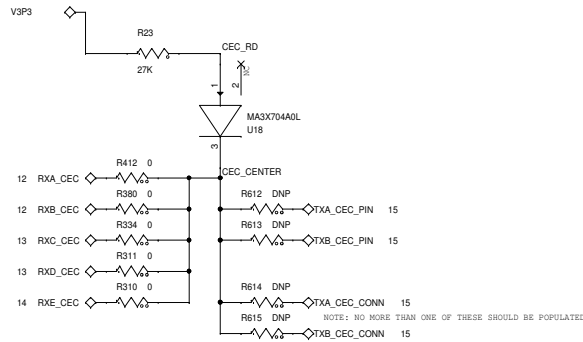 V3P3
R23
CEC_RD
27K
NC
1
2
MA3X704A0L
U18
3
CEC_CENTER
R412 0
12 RXA_CEC
R380 0
12 RXB_CEC
R334 0
13 RXC_CEC
R311 0
13 RXD_CEC
R310 0
14 RXE_CEC
R612 DNP
TXA_CEC_PIN 15
R613 DNP
TXB_CEC_PIN 15
R614 DNP
TXA_CEC_CONN 15
NOTE: NO MORE THAN ONE OF THESE SHOULD BE POPULATED
R615 DNP
TXB_CEC_CONN 15